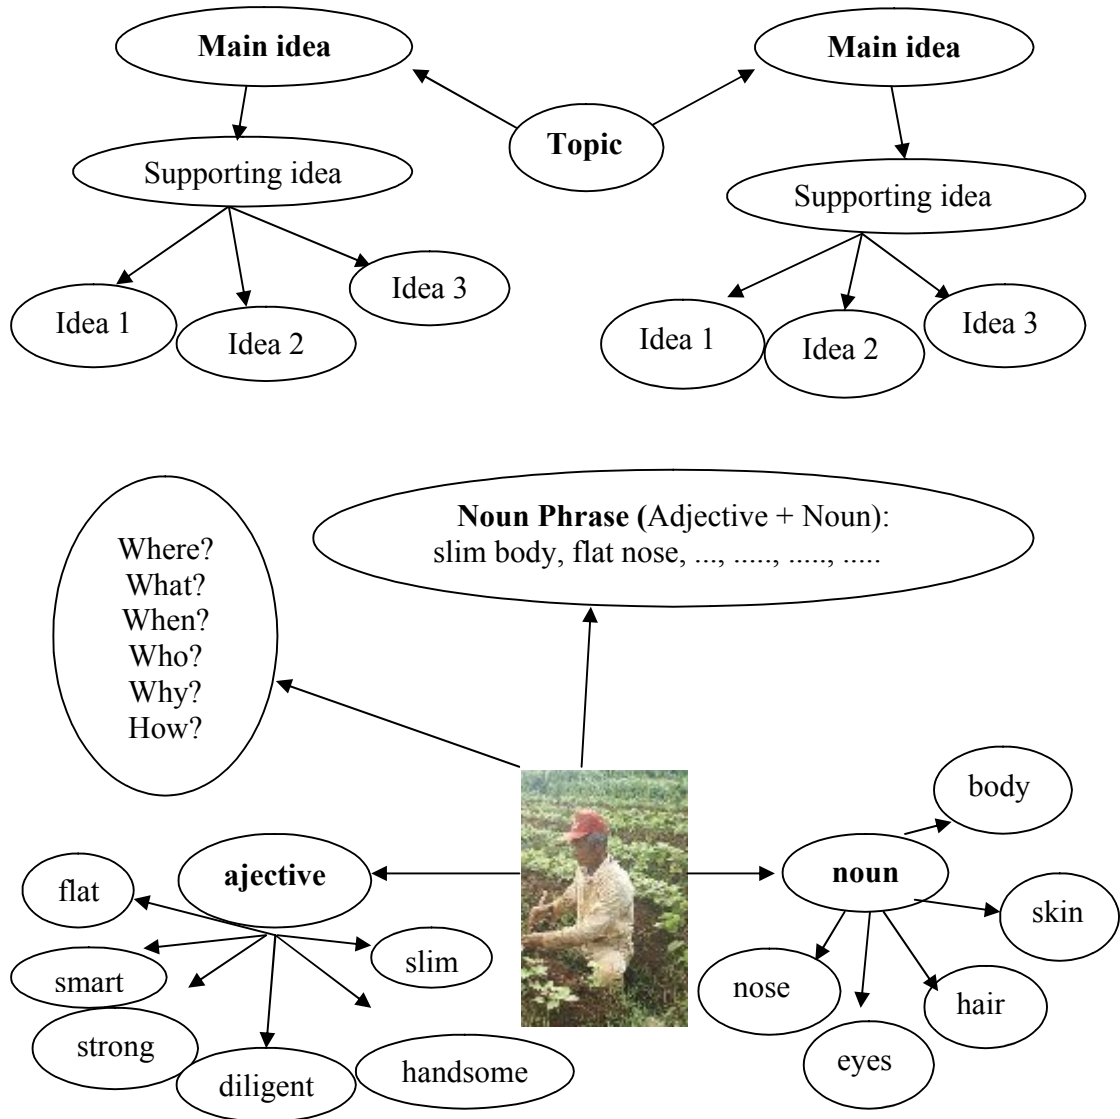 Main idea
Main idea
Topic
Supporting idea
Supporting idea
Idea 1
Idea 2
Idea 3
Idea 1
Idea 2
Idea 3
Where?
What?
When?
Who?
Why?
How?
Noun Phrase (Adjective + Noun):
slim body, flat nose, ..., ....., ....., .....
ajective
flat
smart
strong
diligent
handsome
slim
noun
body
skin
hair
eyes
nose